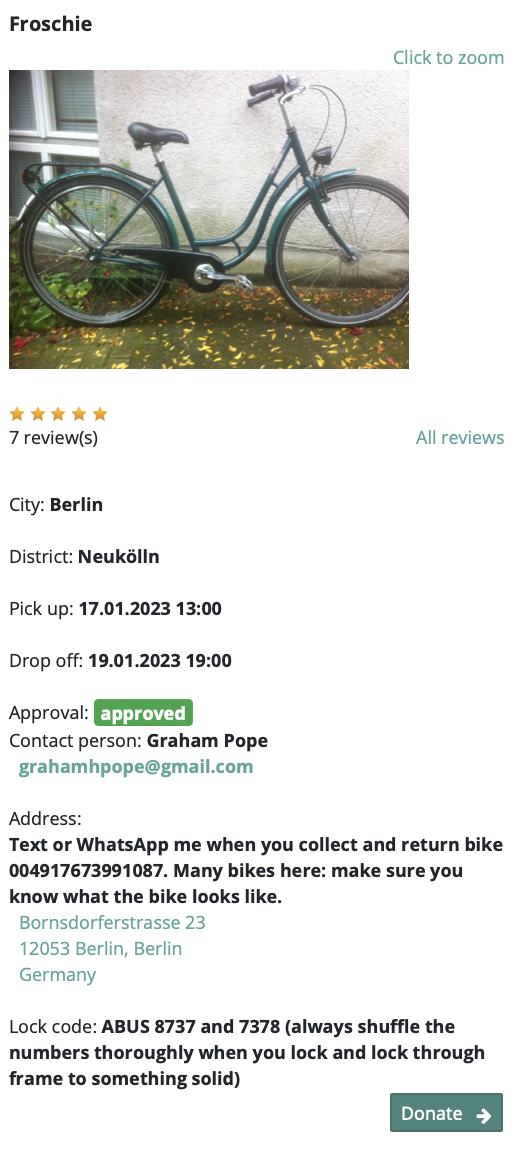 Froschie
Click to zoom
7 review(s)
All reviews
City: Berlin
District: Neukölln
Pick up: 17.01.2023 13:00
Drop off: 19.01.2023 19:00
Approval: approved
Contact person: Graham Pope
grahamhpope@gmail.com
Address:
Text or WhatsApp me when you collect and return bike
004917673991087. Many bikes here: make sure you
know what the bike looks like.
Bornsdorferstrasse 23
12053 Berlin, Berlin
Germany
Lock code: ABUS 8737 and 7378 (always shuffle the
numbers thoroughly when you lock and lock through
frame to something solid)
Donate